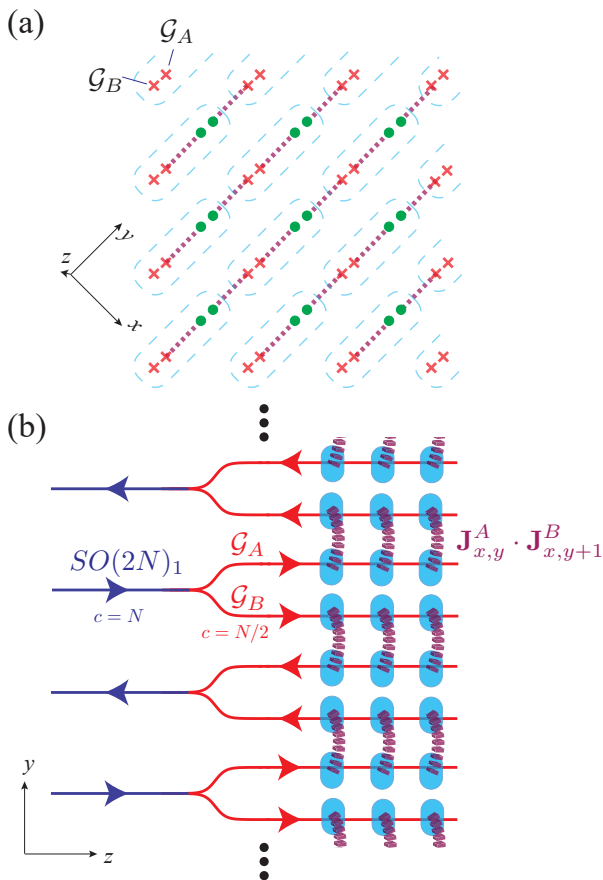 (a)
𝒢_A
𝒢_B
y
z
x
(b)
𝒢_A
J^A_{x,y} · J^B_{x,y+1}
SO(2N)_1
𝒢_B
c = N
c = N/2
y
z